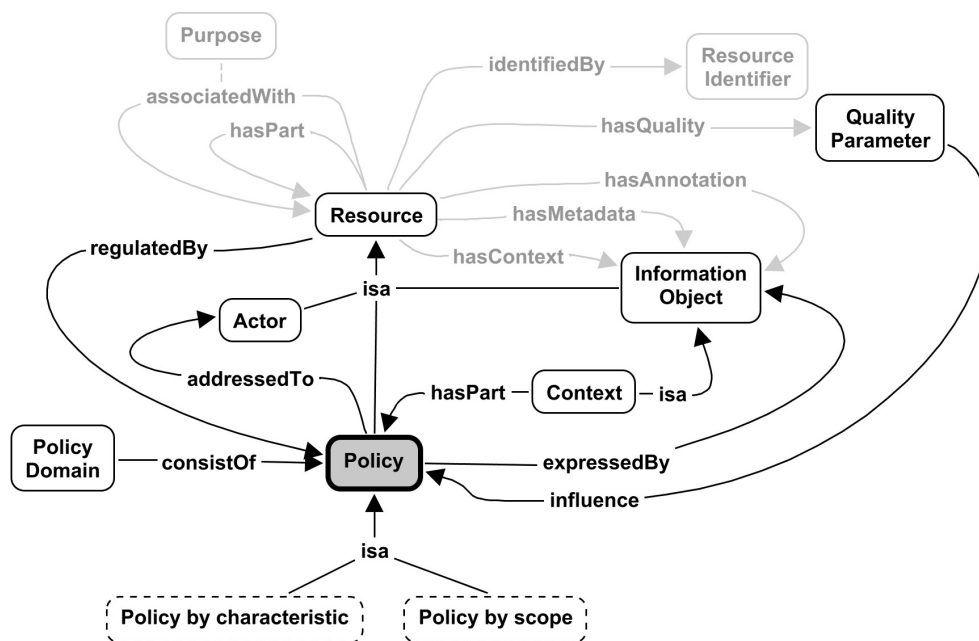 Purpose
identifiedBy
Resource
Identifier
associatedWith
hasPart
hasQuality
Quality
Parameter
hasAnnotation
Resource
hasMetadata
regulatedBy
hasContext
isa
Information
Object
Actor
addressedTo
hasPart
Context
isa
Policy
Domain
consistOf
Policy
expressedBy
influence
isa
Policy by characteristic
Policy by scope